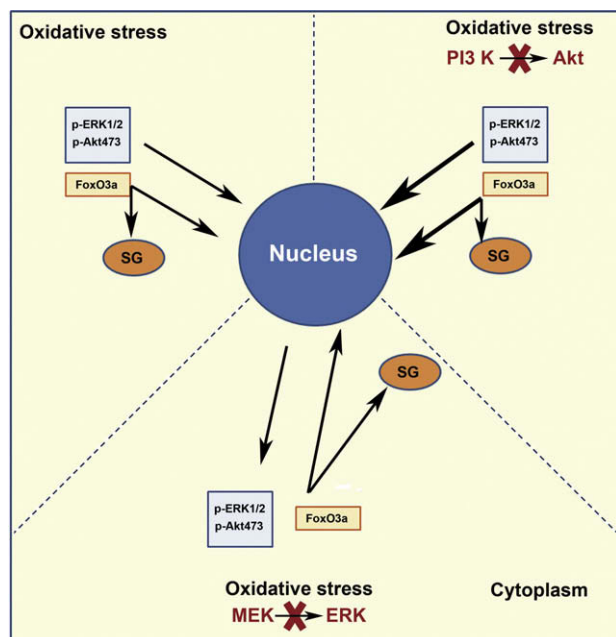 Oxidative stress
p-ERK1/2
p-Akt473
FoxO3a
SG
Oxidative stress
PI3 K Akt
p-ERK1/2
p-Akt473
FoxO3a
SG
Nucleus
SG
p-ERK1/2
p-Akt473
FoxO3a
Oxidative stress
MEK ERK
Cytoplasm